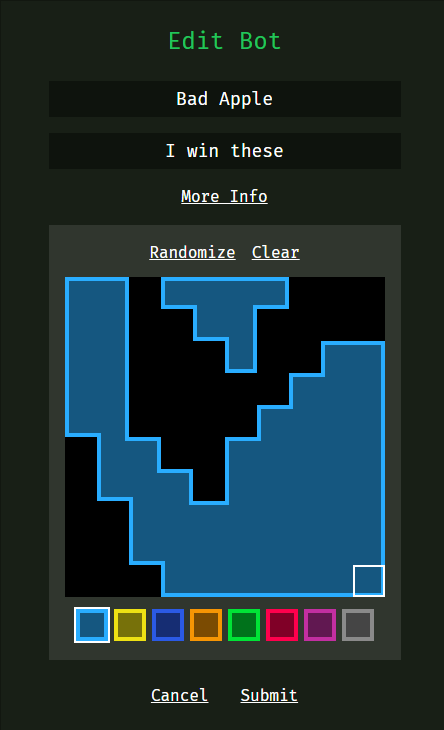 Edit Bot
Bad Apple
I win these
More Info
Randomize Clear
Cancel Submit